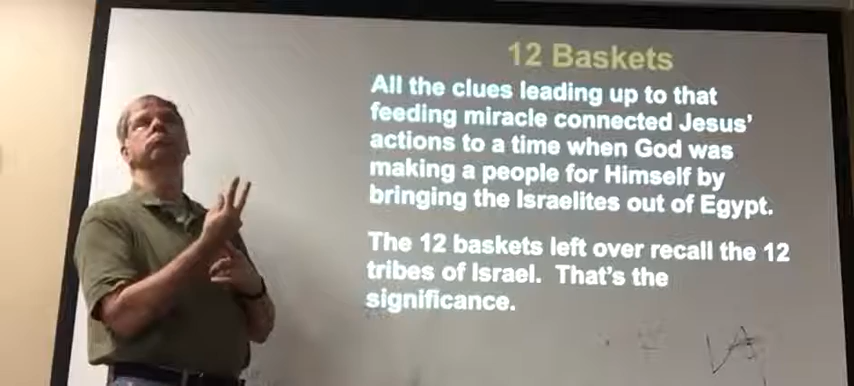 12 Baskets
All the clues leading up to that
feeding miracle connected Jesus'
actions to a time when God was
making a people for Himself by
bringing the Israelites out of Egypt.
The 12 baskets left over recall the 12
tribes of Israel.  That's the
significance.